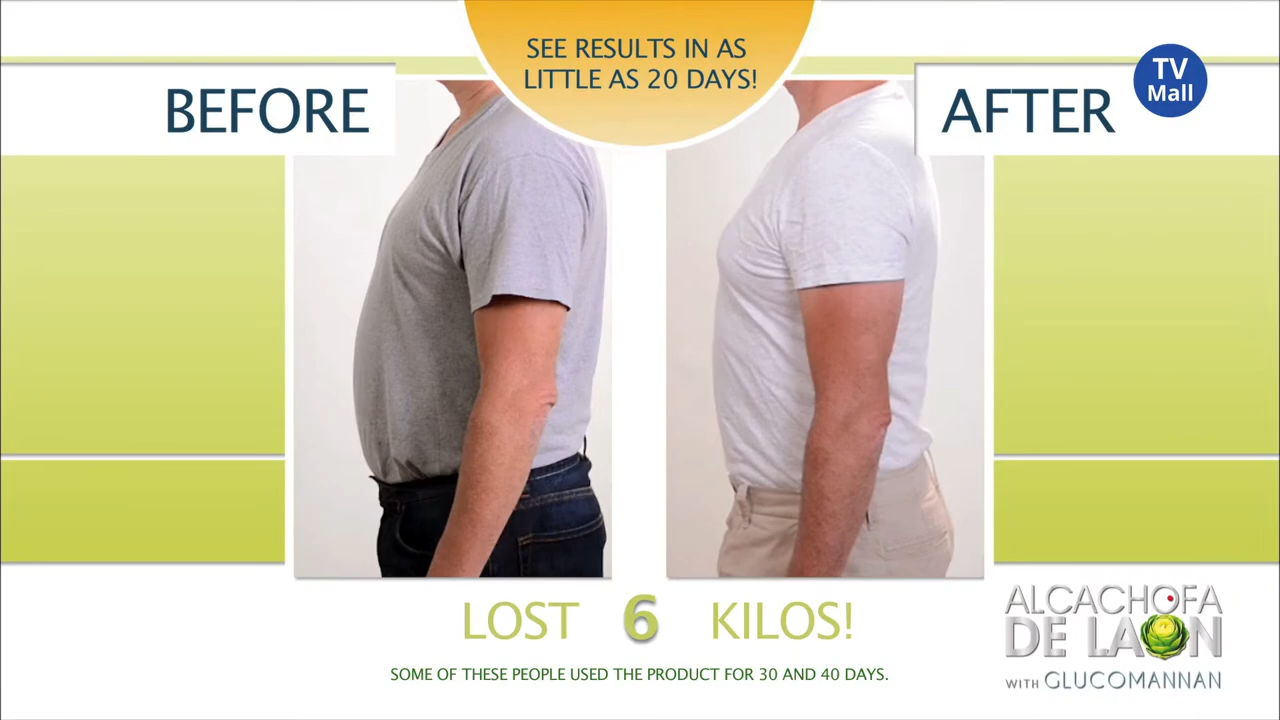 SEE RESULTS IN AS
LITTLE AS 20 DAYS!
BEFORE
AFTER
TV
Mall
LOST 6 KILOS!
SOME OF THESE PEOPLE USED THE PRODUCT FOR 30 AND 40 DAYS.
ALCACHOFA
DE LAON
WITH GLUCOMANNAN